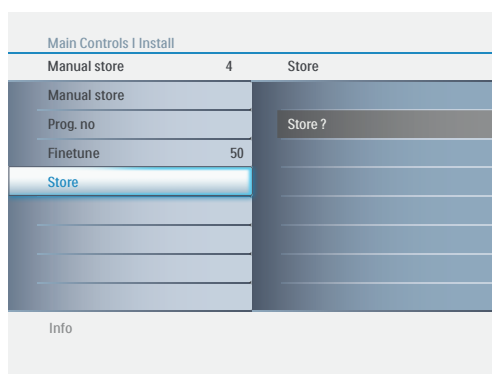 Main Controls I Install
Manual store 4 Store
Manual store
Prog. no Store ?
Finetune 50
Store
Info